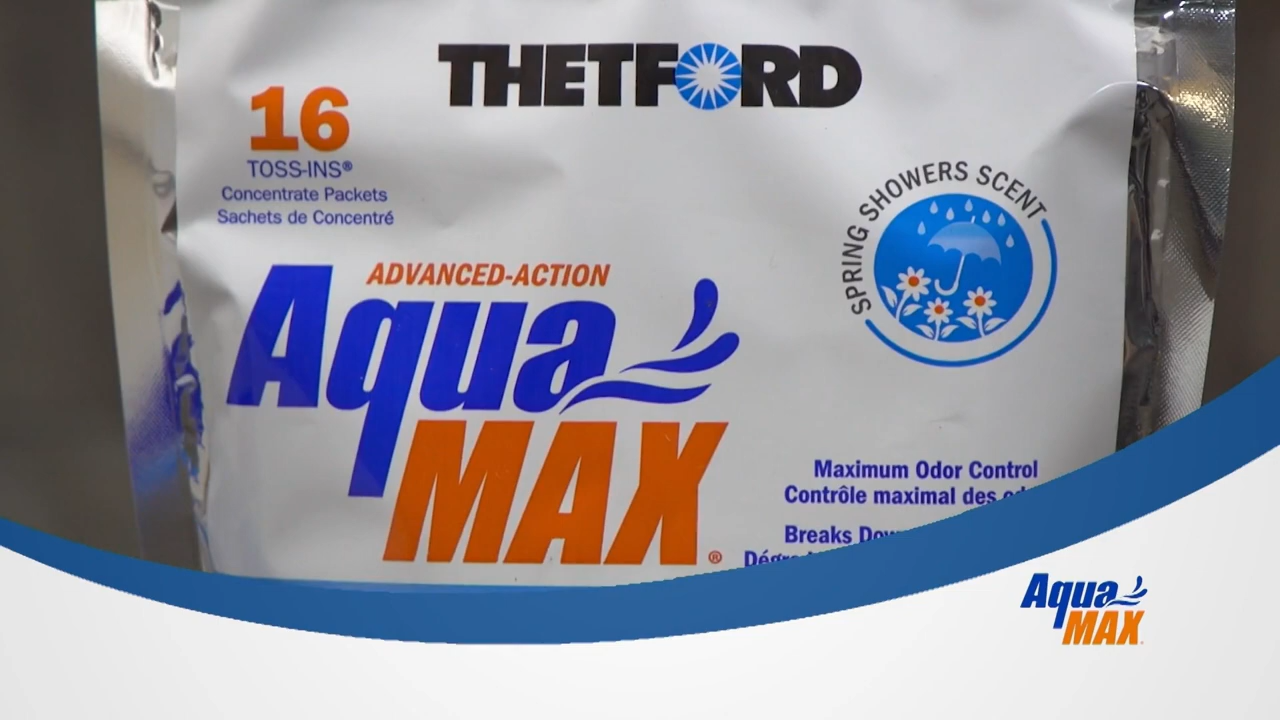 THETFORD
16
TOSS-INS®
Concentrate Packets
Sachets de Concentré
SPRING SHOWERS SCENT
ADVANCED-ACTION
Aqua
MAX®
Maximum Odor Control
Contrôle maximal des
Breaks
Aqua
MAX